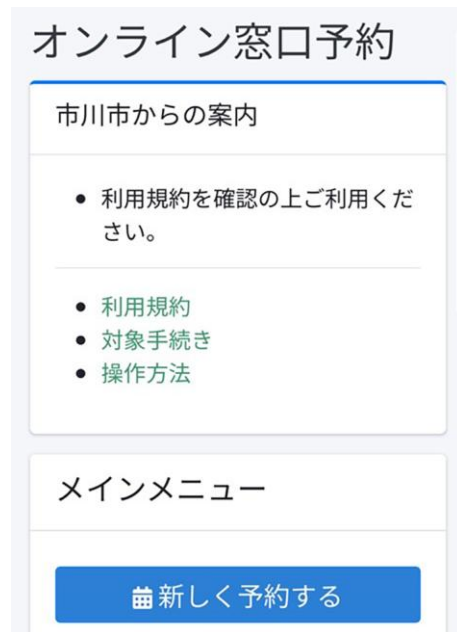 オンライン窓口予約
市川市からの案内
利用規約を確認の上ご利用くだ
さい。
利用規約
対象手続き
操作方法
メインメニュー
新しく予約する